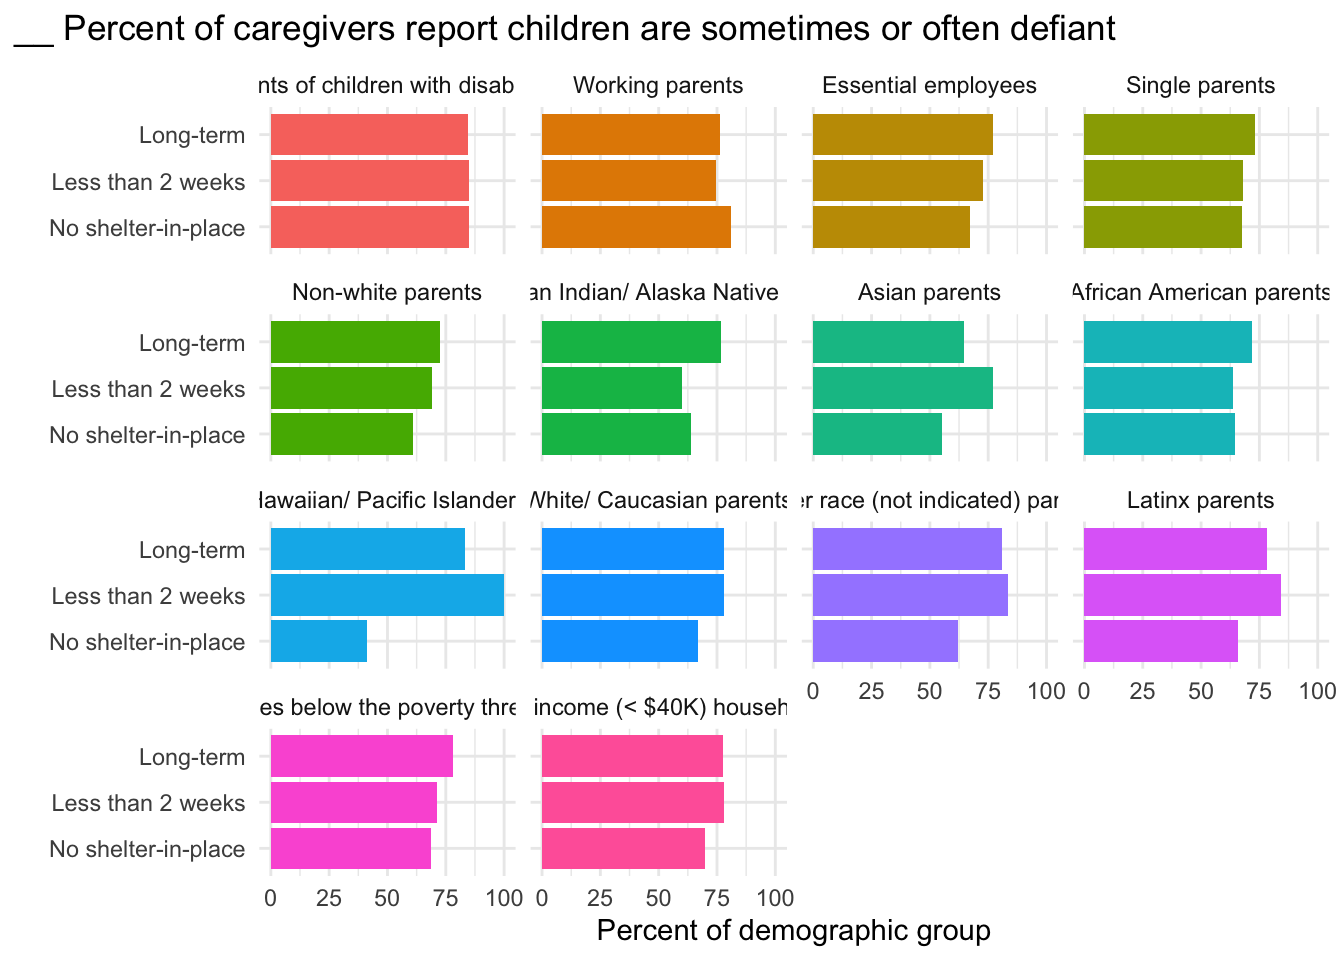 __ Percent of caregivers report children are sometimes or often defiant
nts of children with disab
Working parents
Essential employees
Single parents
Long-term
Less than 2 weeks
No shelter-in-place
Non-white parents
an Indian/ Alaska Native
Asian parents
African American parents
Long-term
Less than 2 weeks
No shelter-in-place
Hawaiian/ Pacific Islander
White/ Caucasian parents
er race (not indicated) par
Latinx parents
Long-term
Less than 2 weeks
No shelter-in-place
0 25 50 75 100
0 25 50 75 100
es below the poverty thre
income (< $40K) househ
Long-term
Less than 2 weeks
No shelter-in-place
0 25 50 75 100
0 25 50 75 100
Percent of demographic group